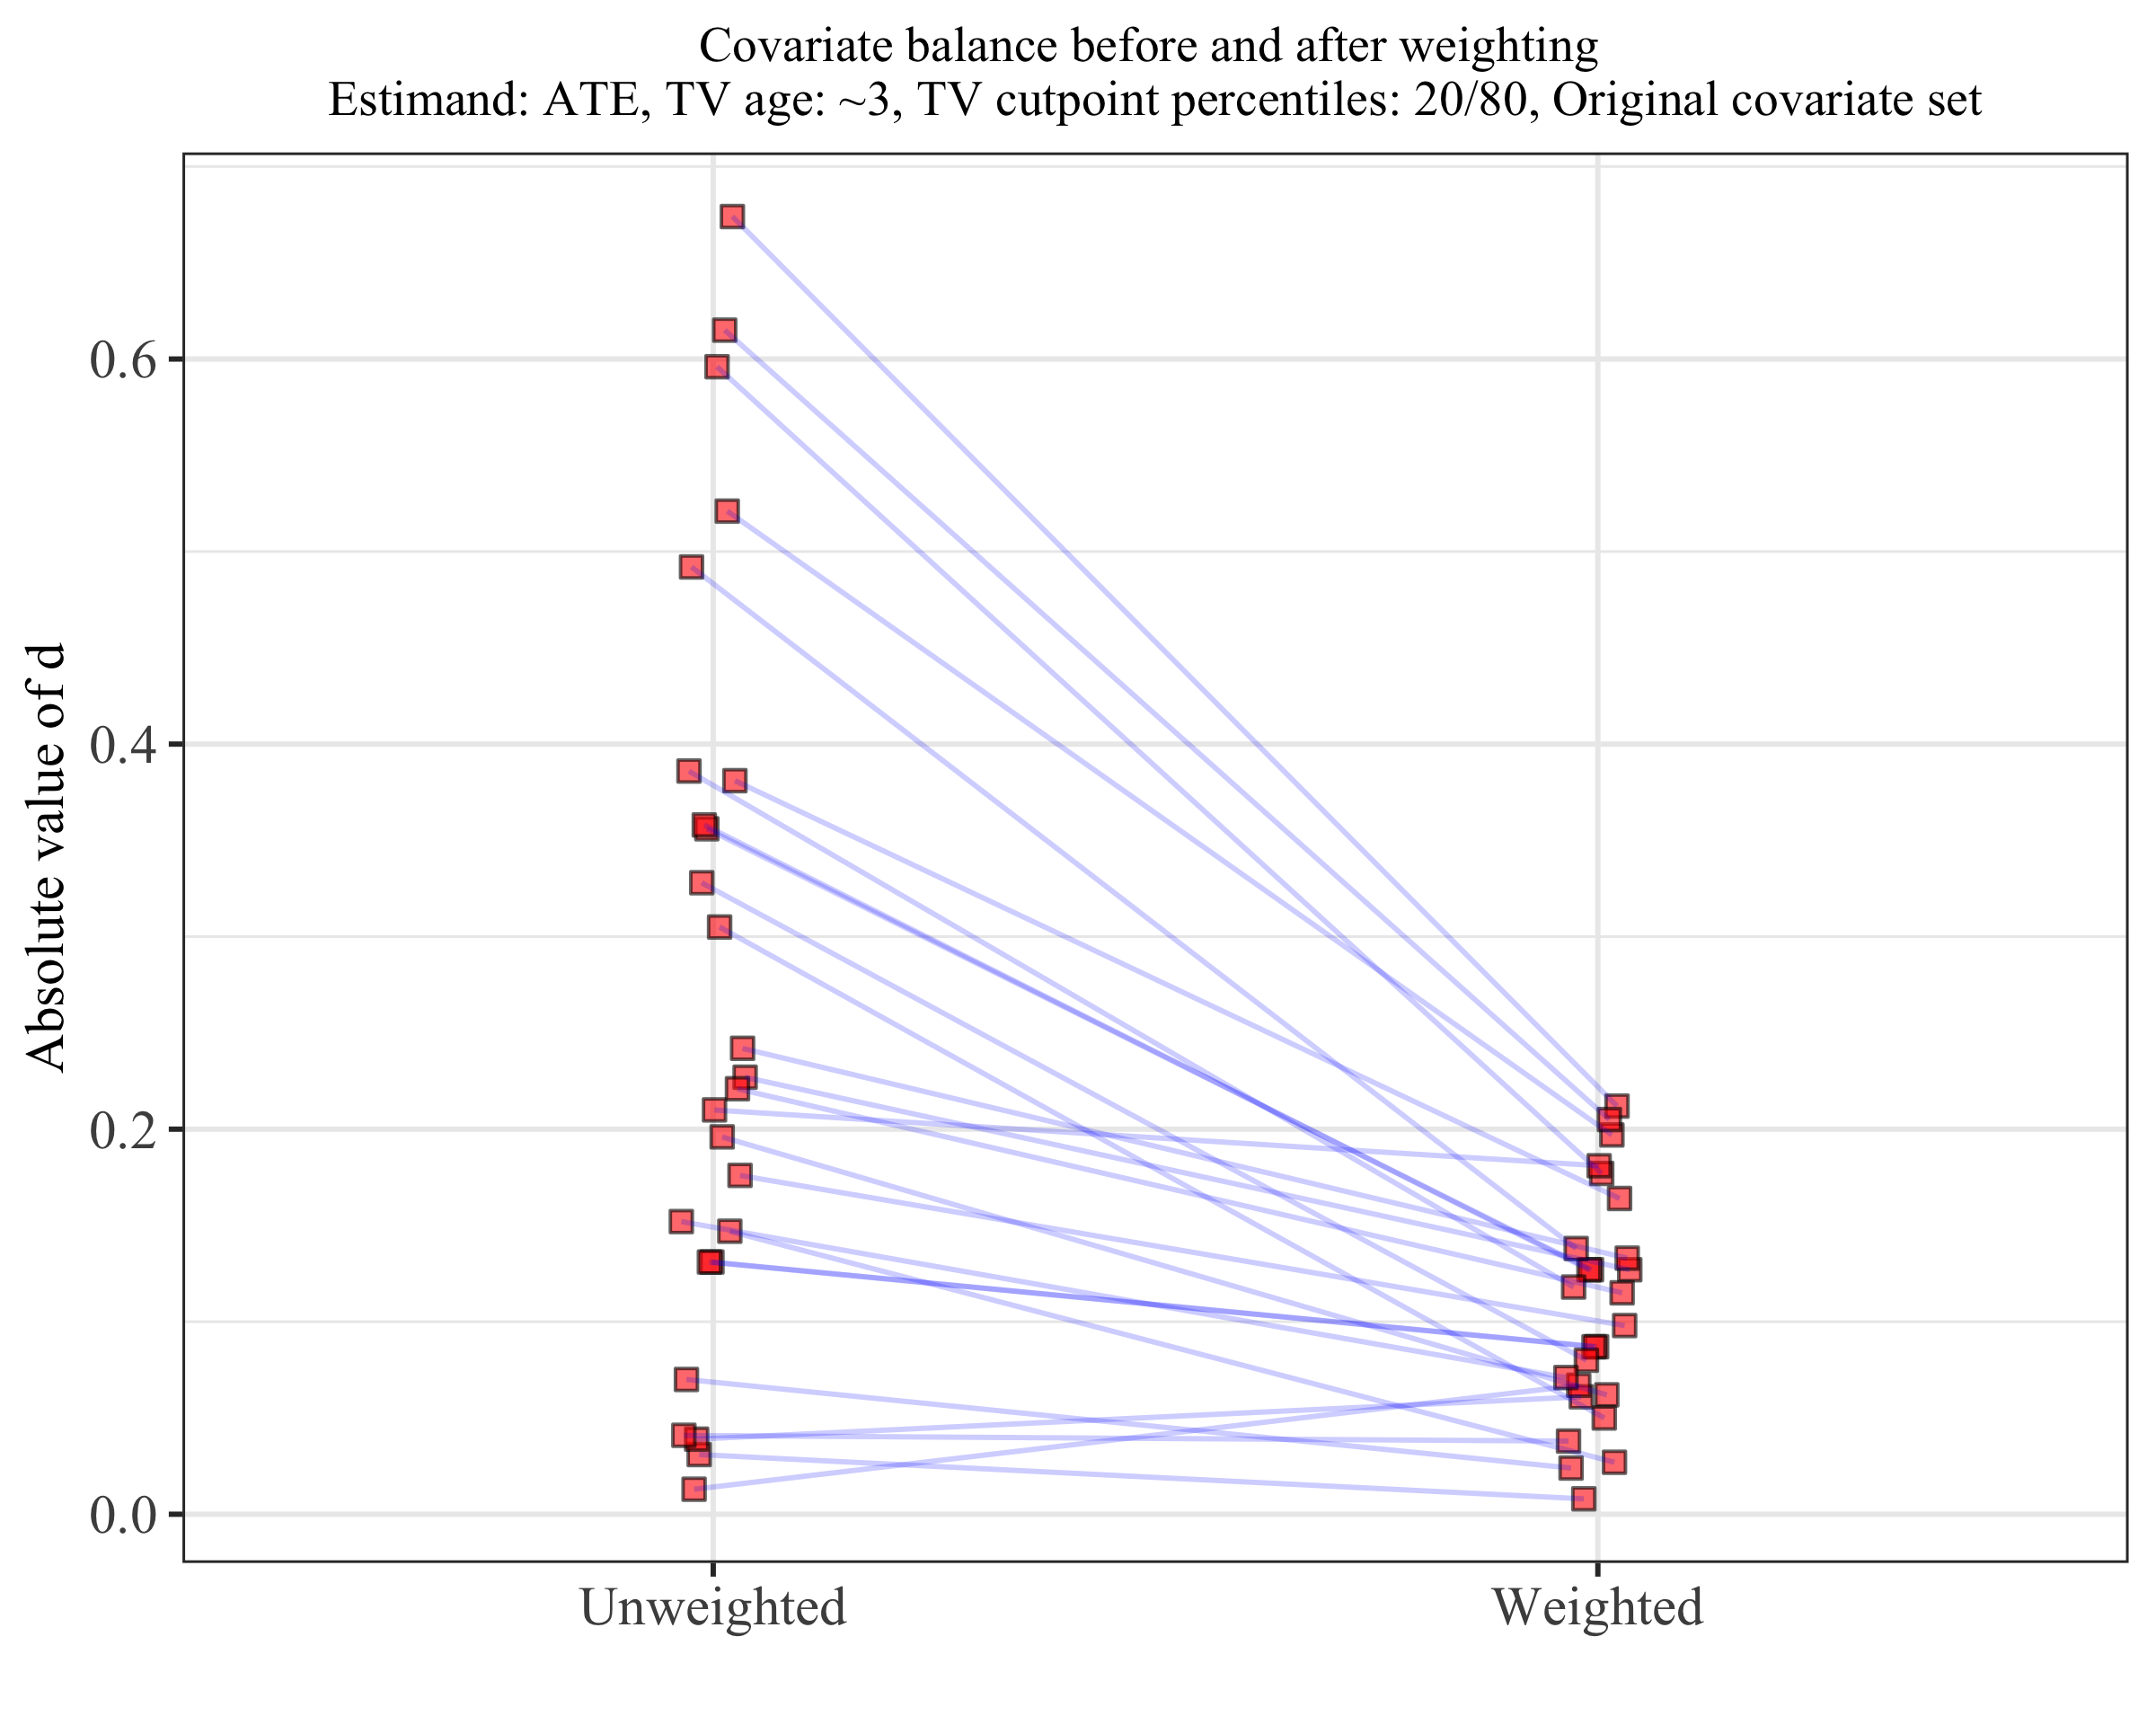 Covariate balance before and after weighting
Estimand: ATE, TV age: ~3, TV cutpoint percentiles: 20/80, Original covariate set
Absolute value of d
0.6
0.4
0.2
0.0
Unweighted
Weighted